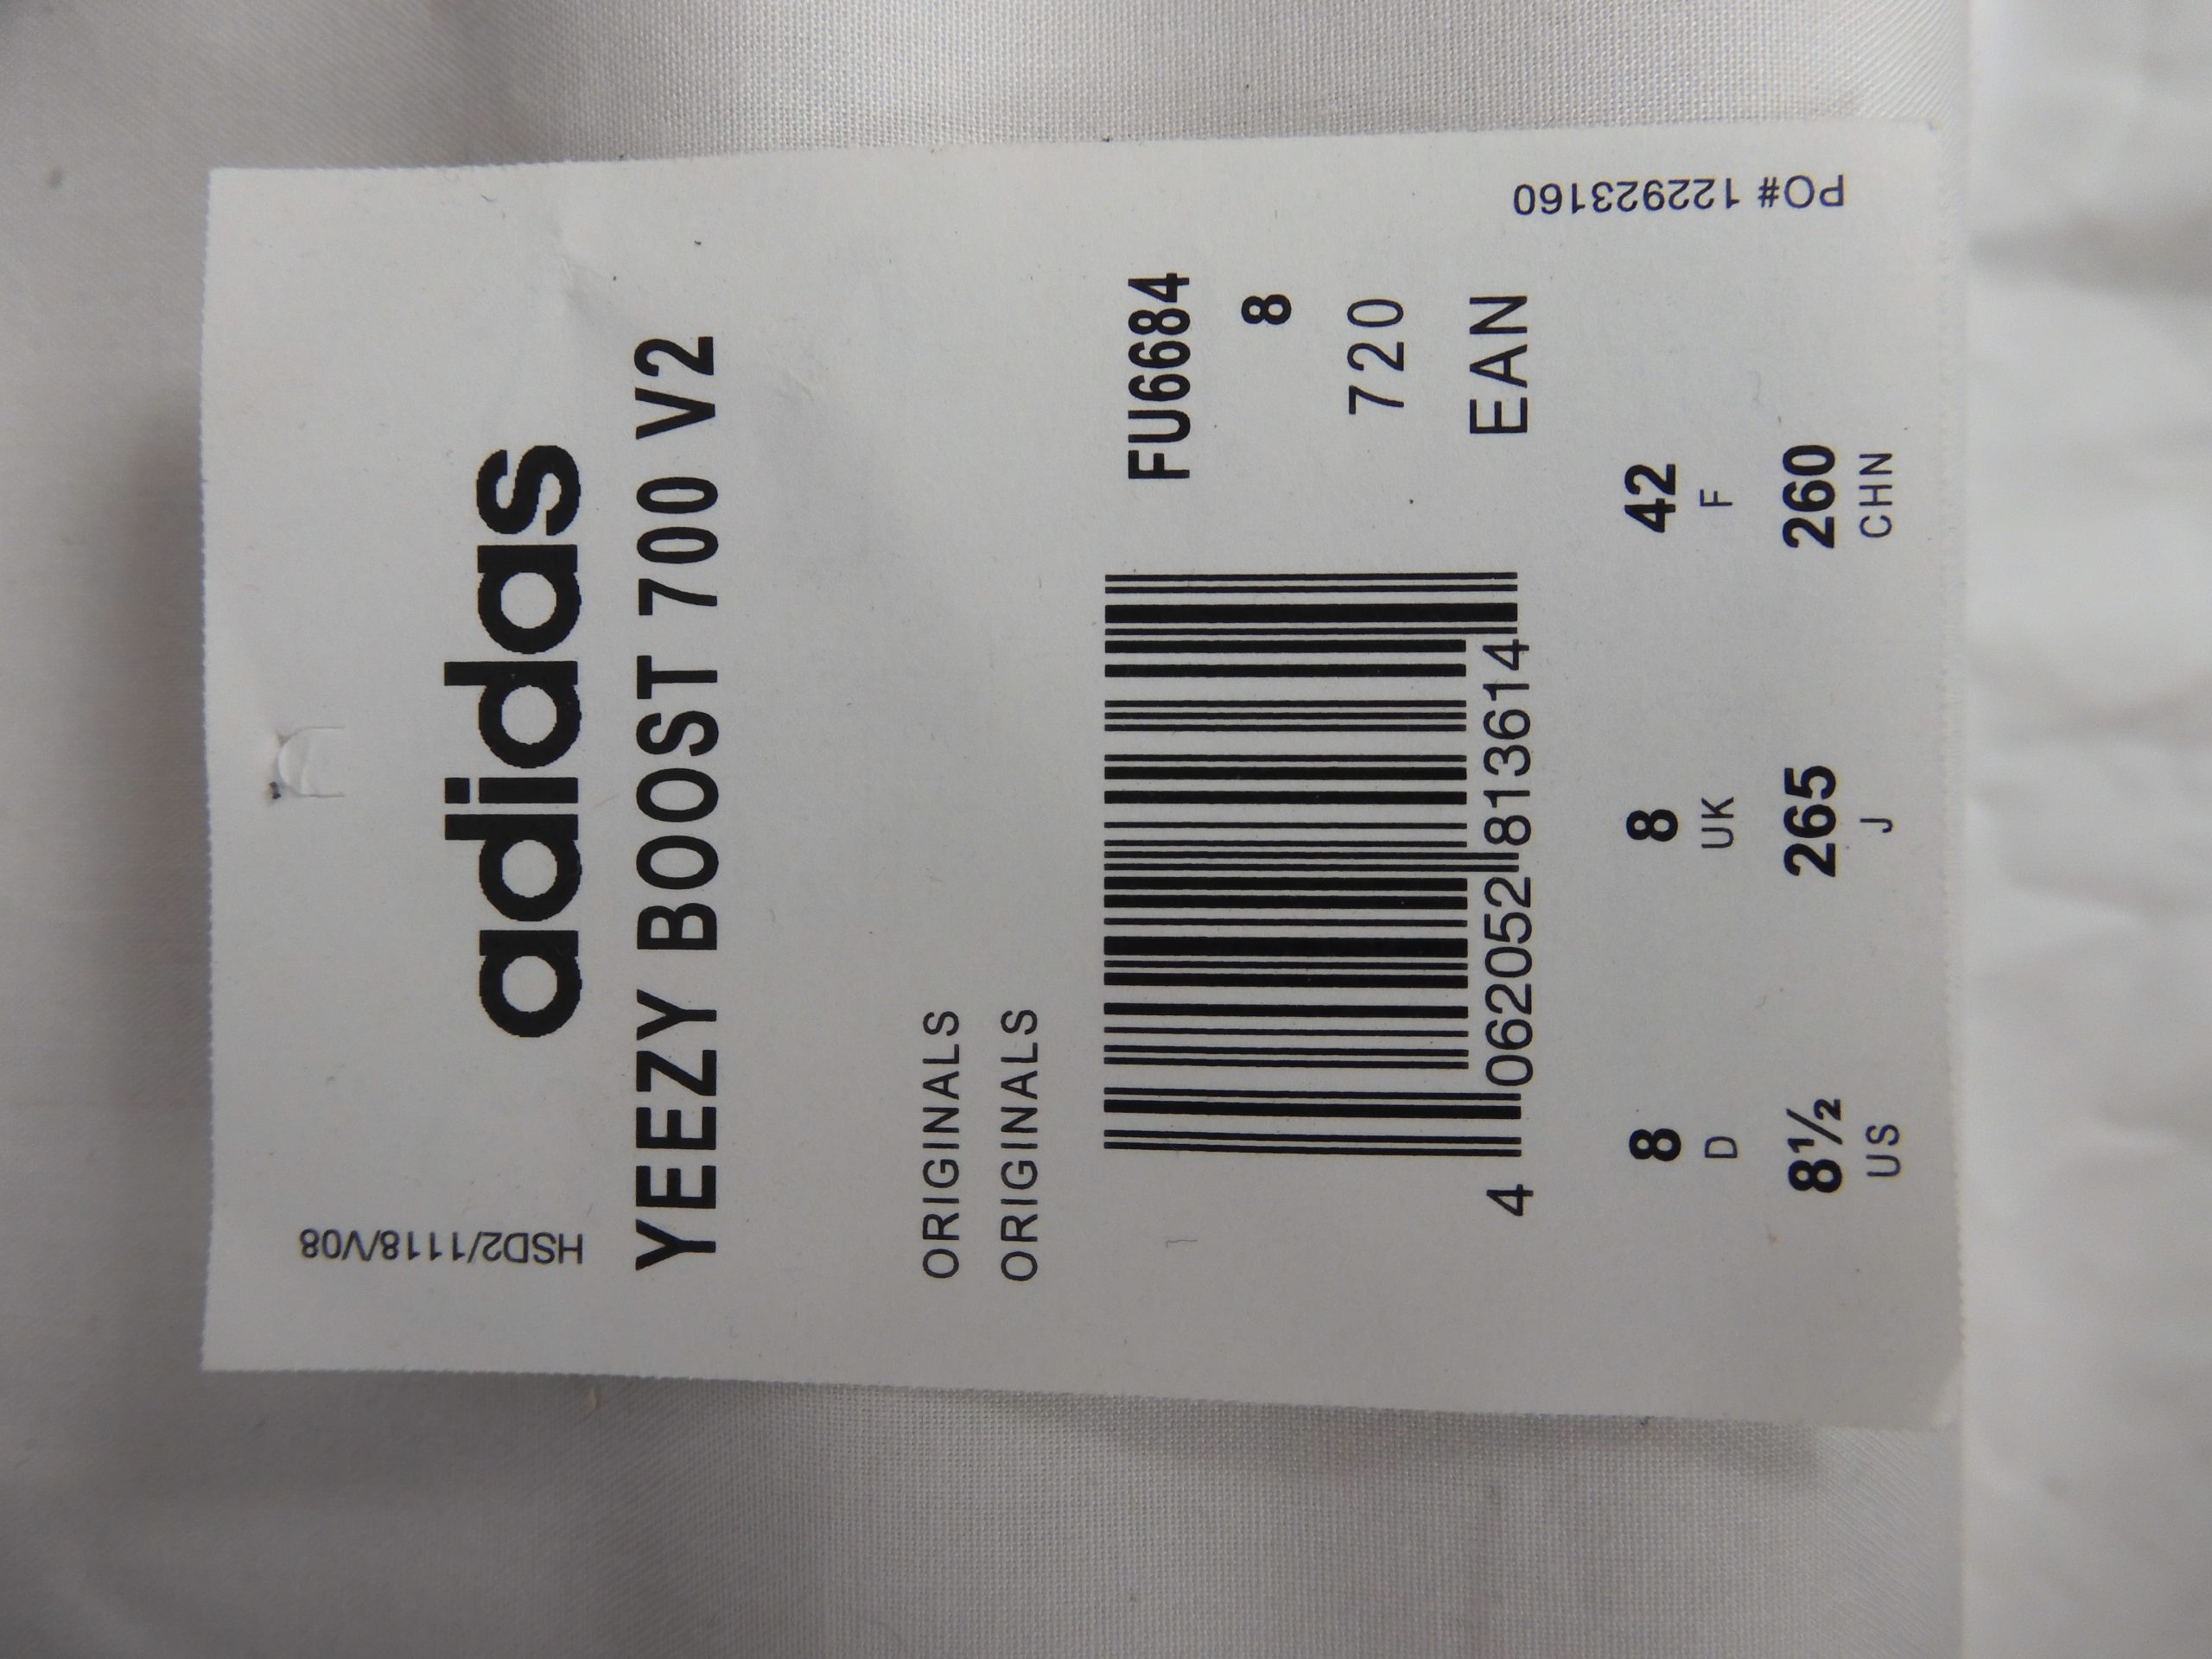 HSD2/1118/V08
adidas
YEEZY BOOST 700 V2
ORIGINALS
ORIGINALS
FU6684
8
720
EAN
4 062052 813614
8 8 42
D UK F
8½ 265 260
US J CHN
PO# 122923160